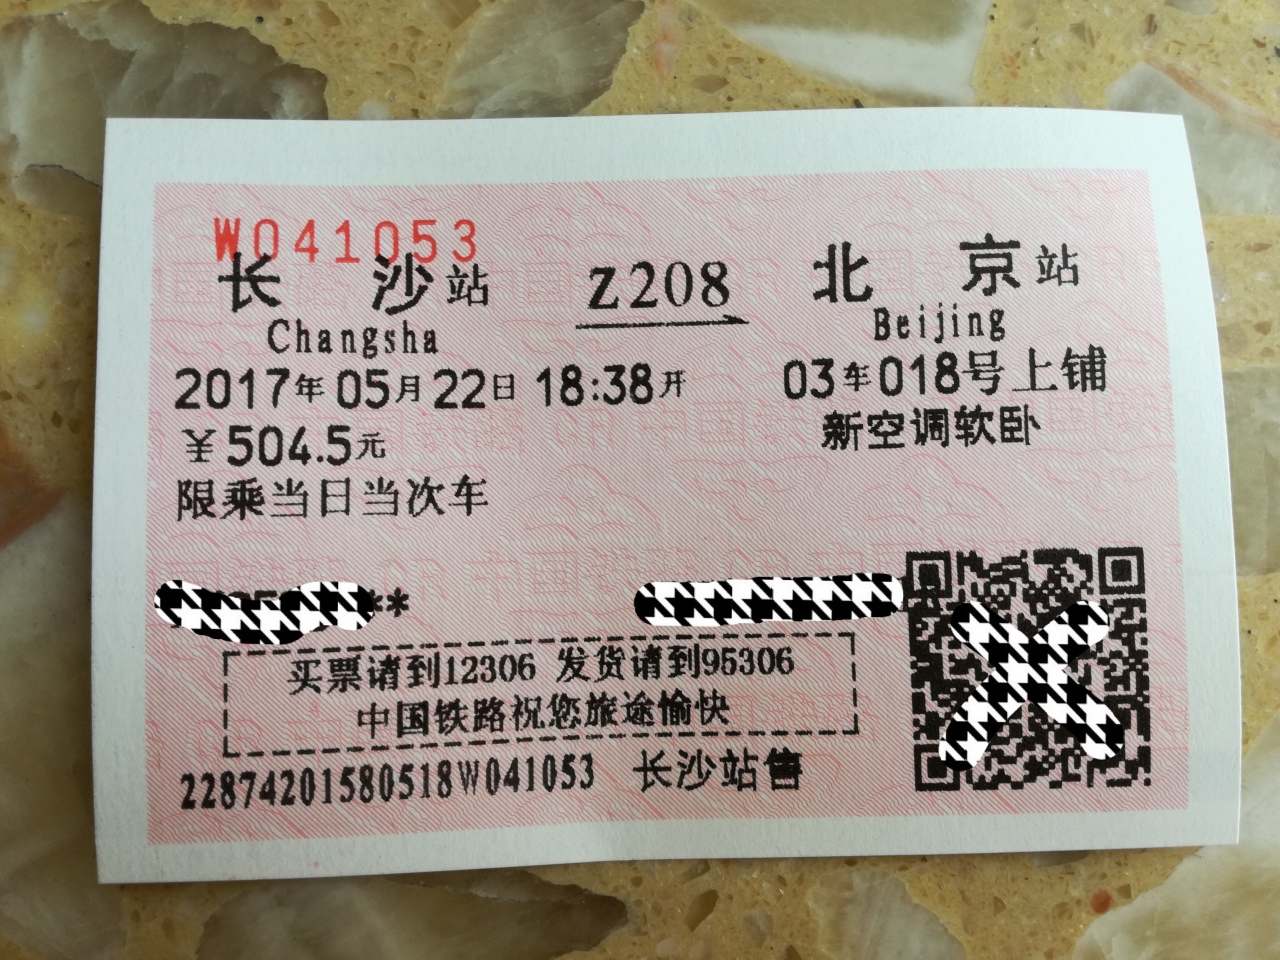 W041053
长 沙站 Z208 北 京站
Changsha Beijing
2017年05月22日 18:38开 03车018号上铺
¥504.5元 新空调软卧
限乘当日当次车
**
买票请到12306 发货请到95306
中国铁路祝您旅途愉快
22874201580518W041053 长沙站售